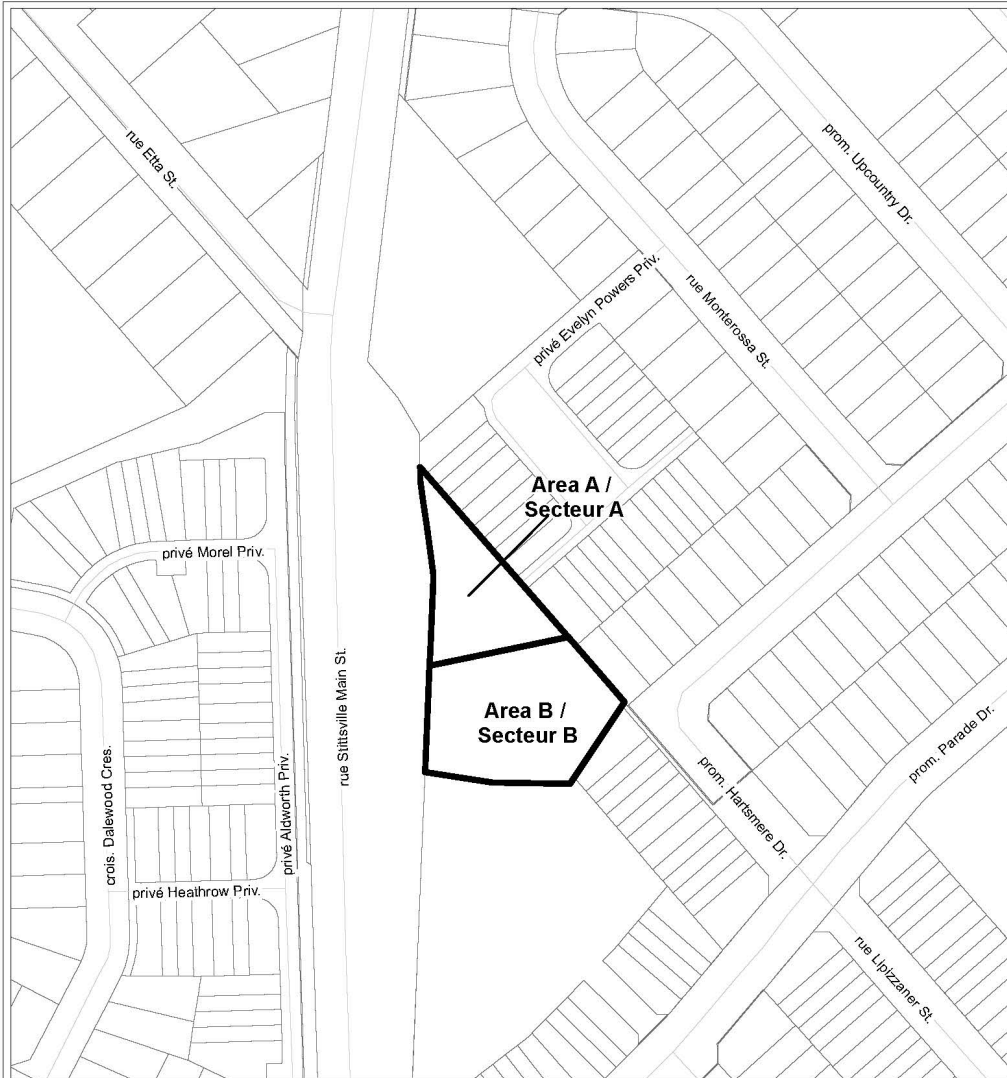 rue Etta St.
prom. Upcountry Dr.
privé Evelyn Powers Priv.
rue Monterossa St.
Area A /
Secteur A
privé Morel Priv.
rue Stittsville Main St.
Area B /
Secteur B
prom. Parade Dr.
prom. Hartsmere Dr.
crois. Dalewood Cres.
privé Aldworth Priv.
privé Heathrow Priv.
rue Lipizzaner St.